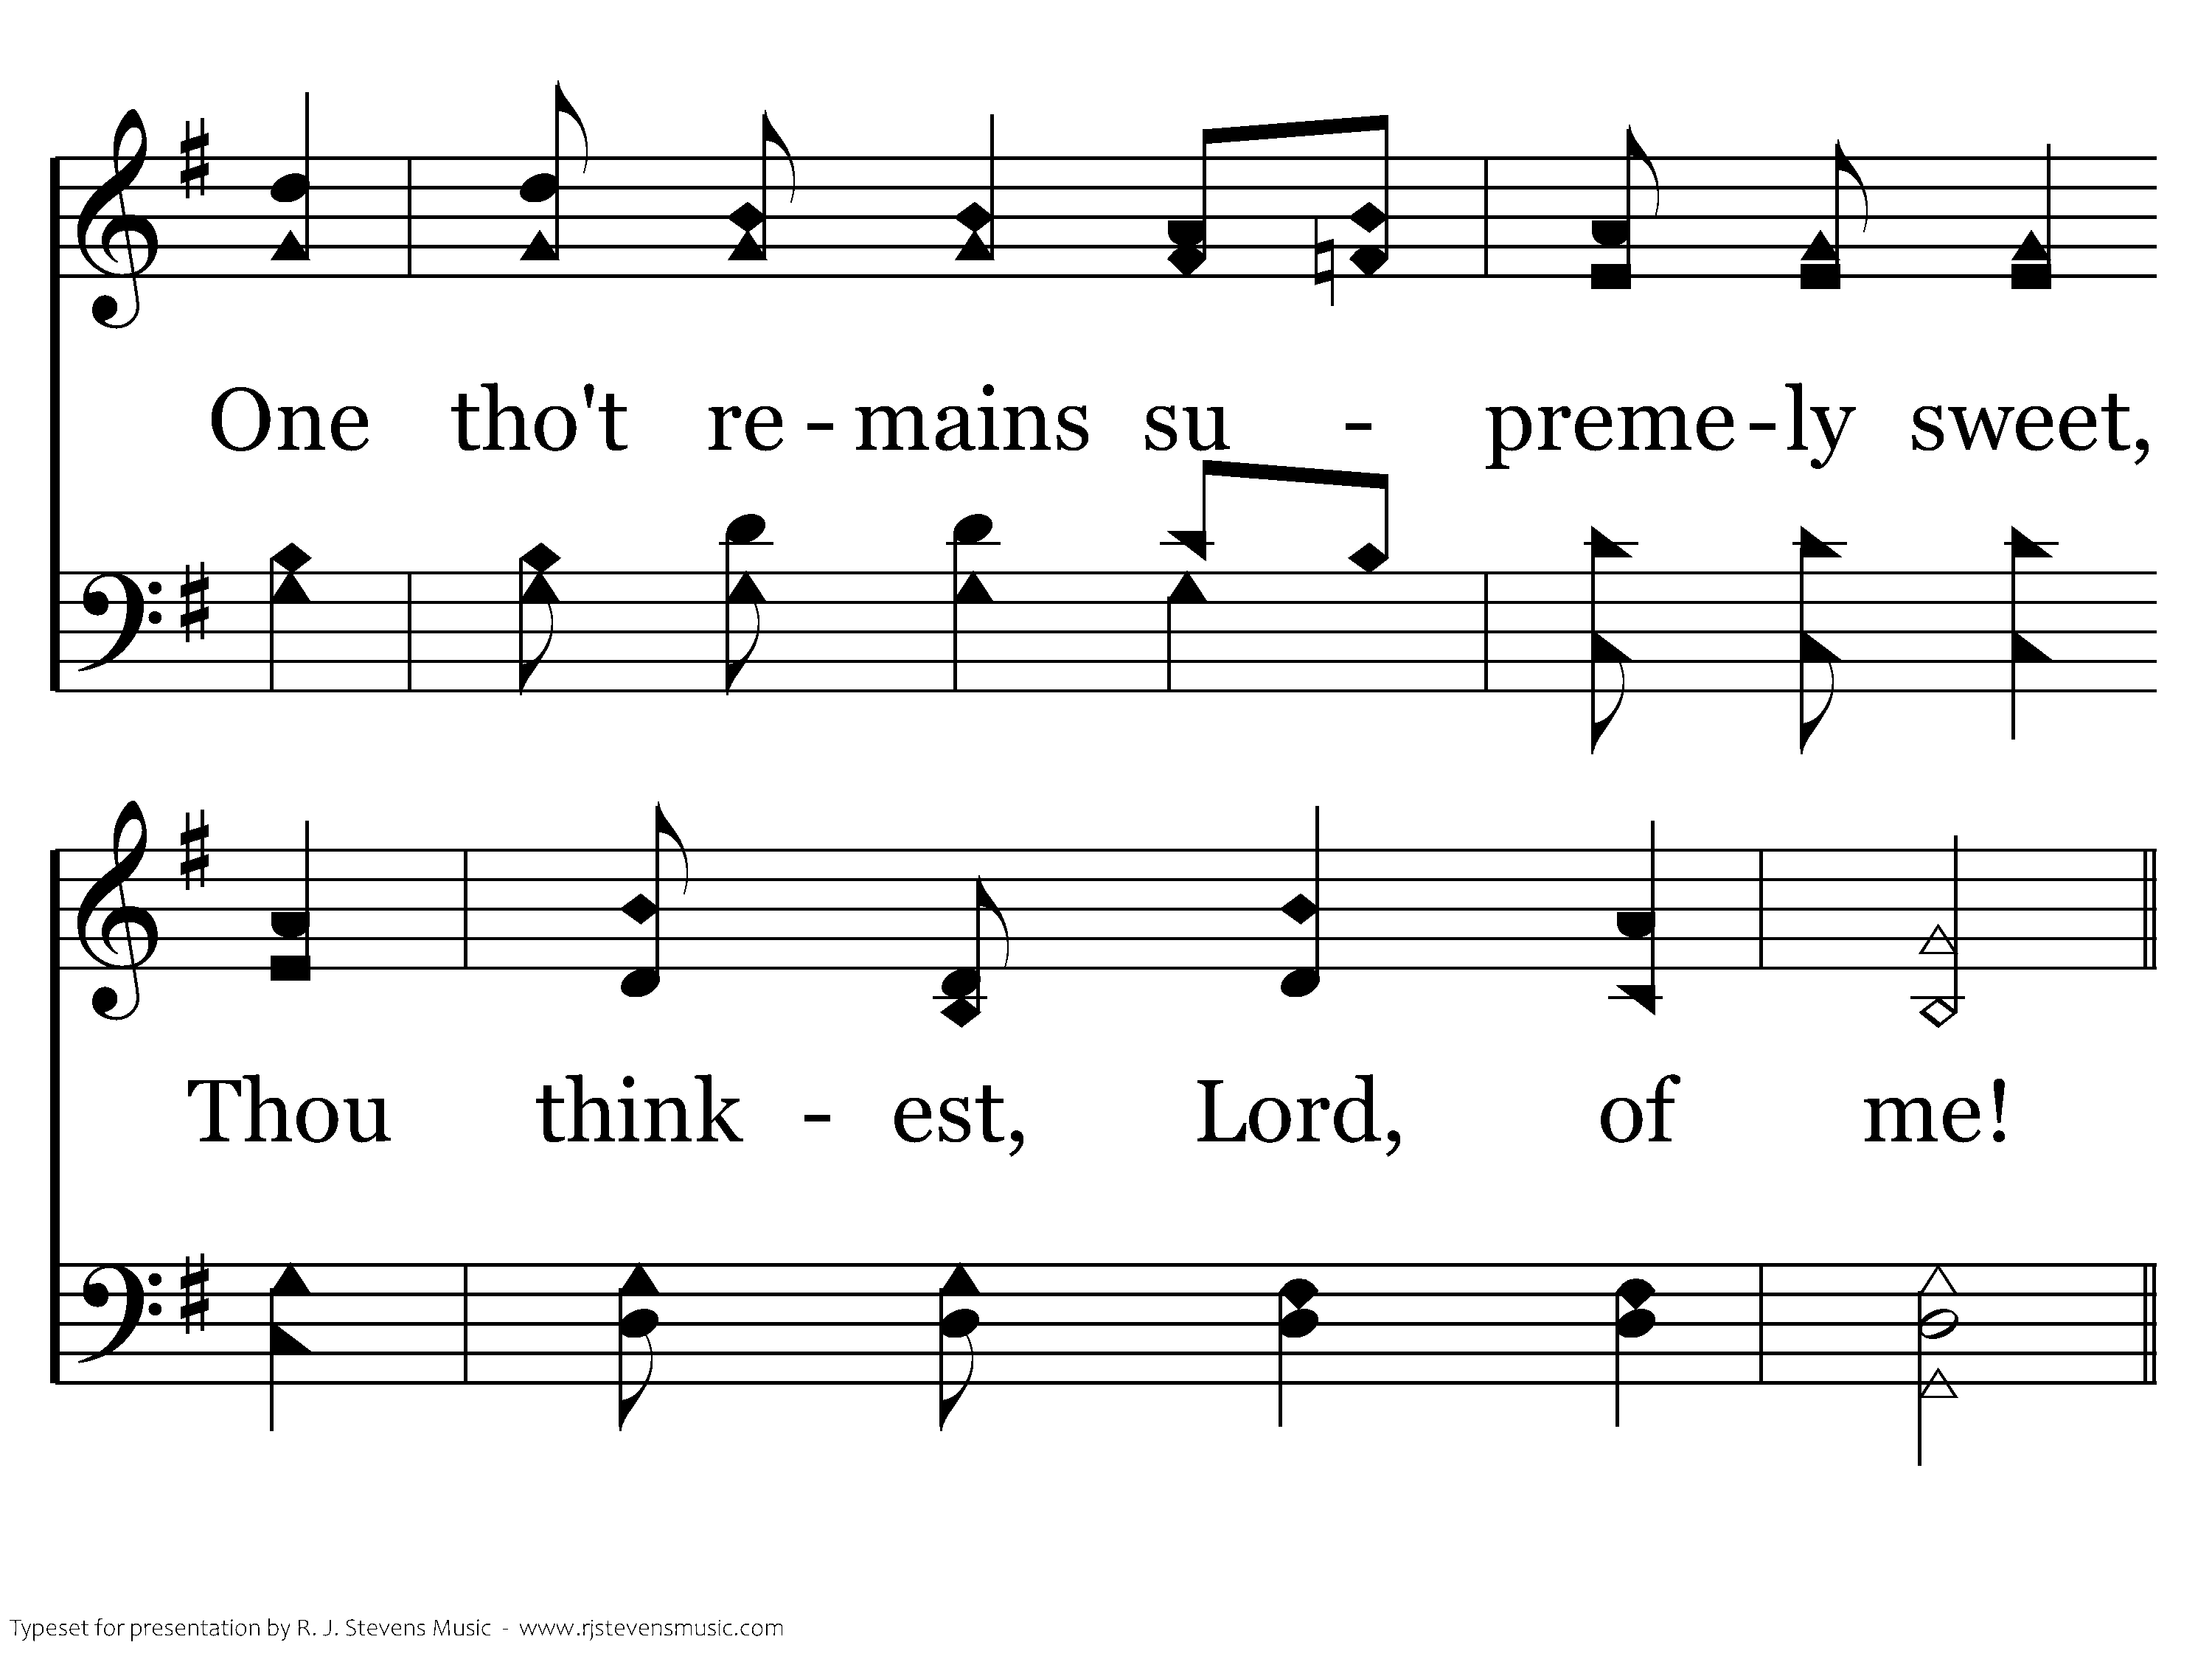 One tho't re - mains su - preme - ly sweet,
Thou think - est, Lord, of me!
Typeset for presentation by R. J. Stevens Music - www.rjstevensmusic.com